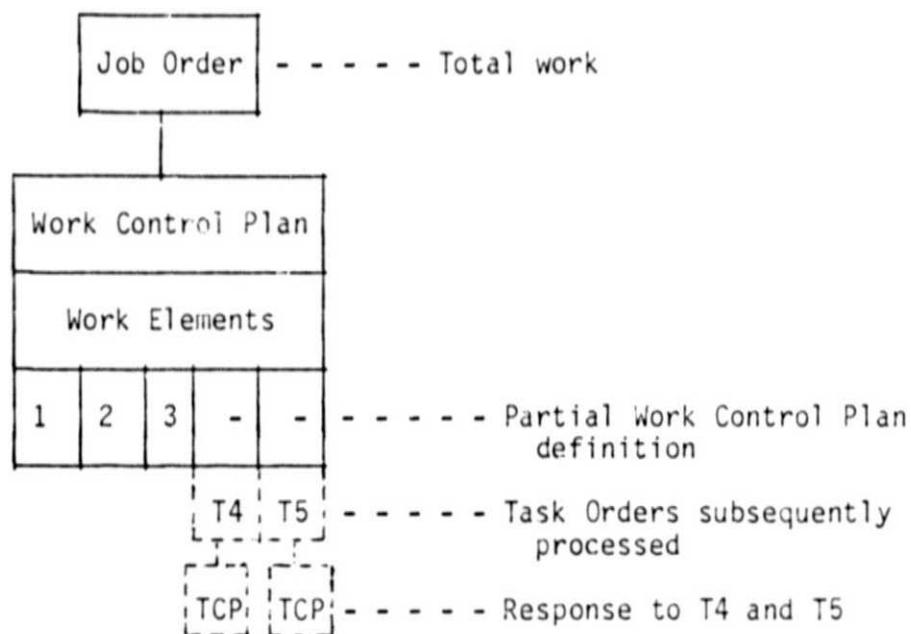 Job Order - - - - - Total work
Work Control Plan
Work Elements
1 2 3 - - - - - - - Partial Work Control Plan
definition
T4 T5 - - - - - Task Orders subsequently
processed
TCP TCP - - - - - Response to T4 and T5